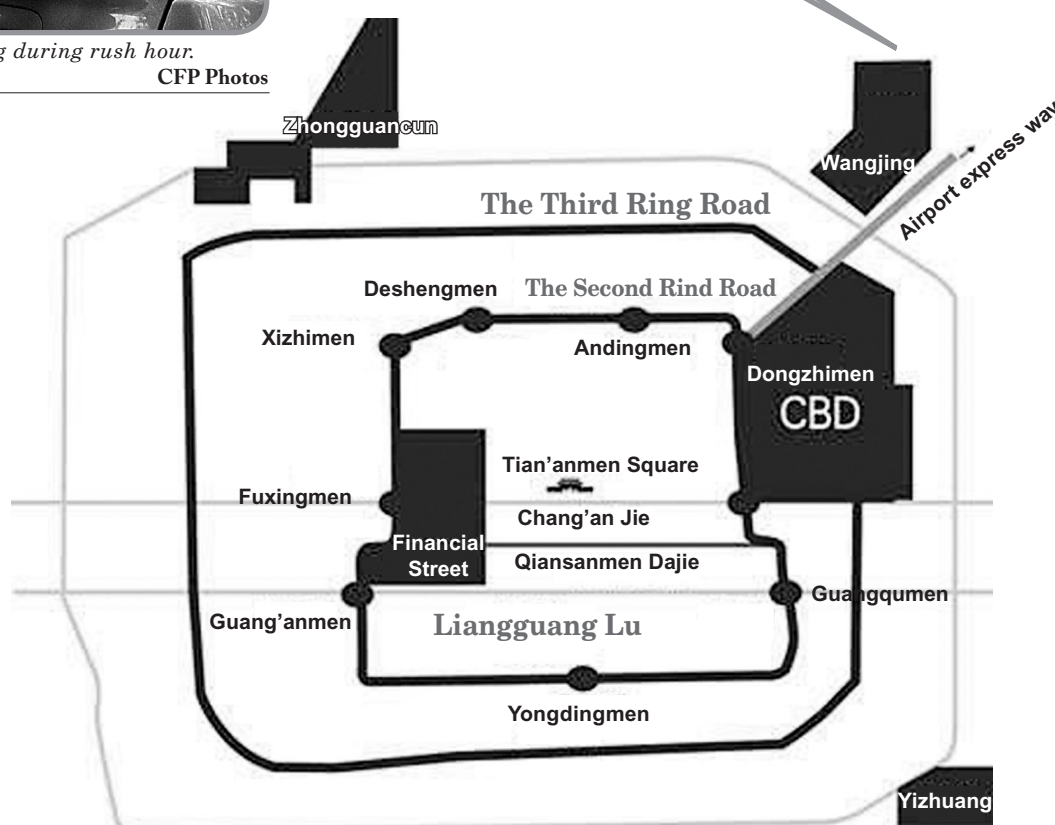 g during rush hour.
CFP Photos
Zhongguancun
Wangjing
Airport express way
The Third Ring Road
Deshengmen
The Second Rind Road
Xizhimen
Andingmen
Dongzhimen
CBD
Tian'anmen Square
Fuxingmen
Chang'an Jie
Financial
Street
Qiansanmen Dajie
Guangqumen
Guang'anmen
Liangguang Lu
Yongdingmen
Yizhuang